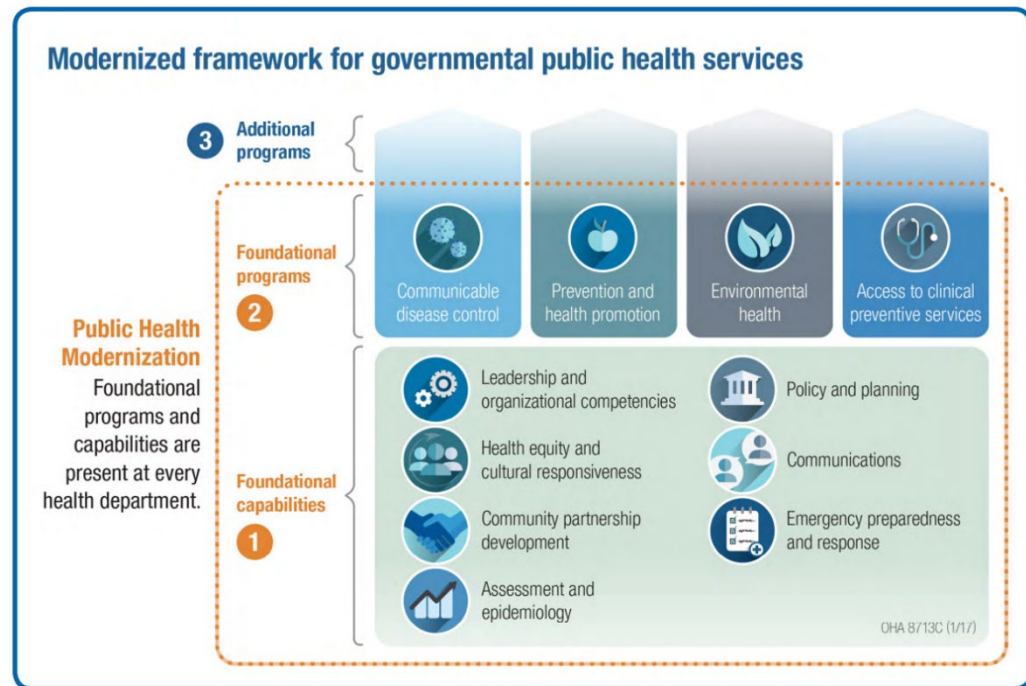 Modernized framework for governmental public health services
3
Additional
programs
Foundational
programs
2
Communicable
disease control
Prevention and
health promotion
Environmental
health
Access to clinical
preventive services
Public Health
Modernization
Foundational
programs and
capabilities are
present at every
health department.
Foundational
capabilities
1
Leadership and
organizational competencies
Health equity and
cultural responsiveness
Community partnership
development
Assessment and
epidemiology
Policy and planning
Communications
Emergency preparedness
and response
OHA 8713C (1/17)